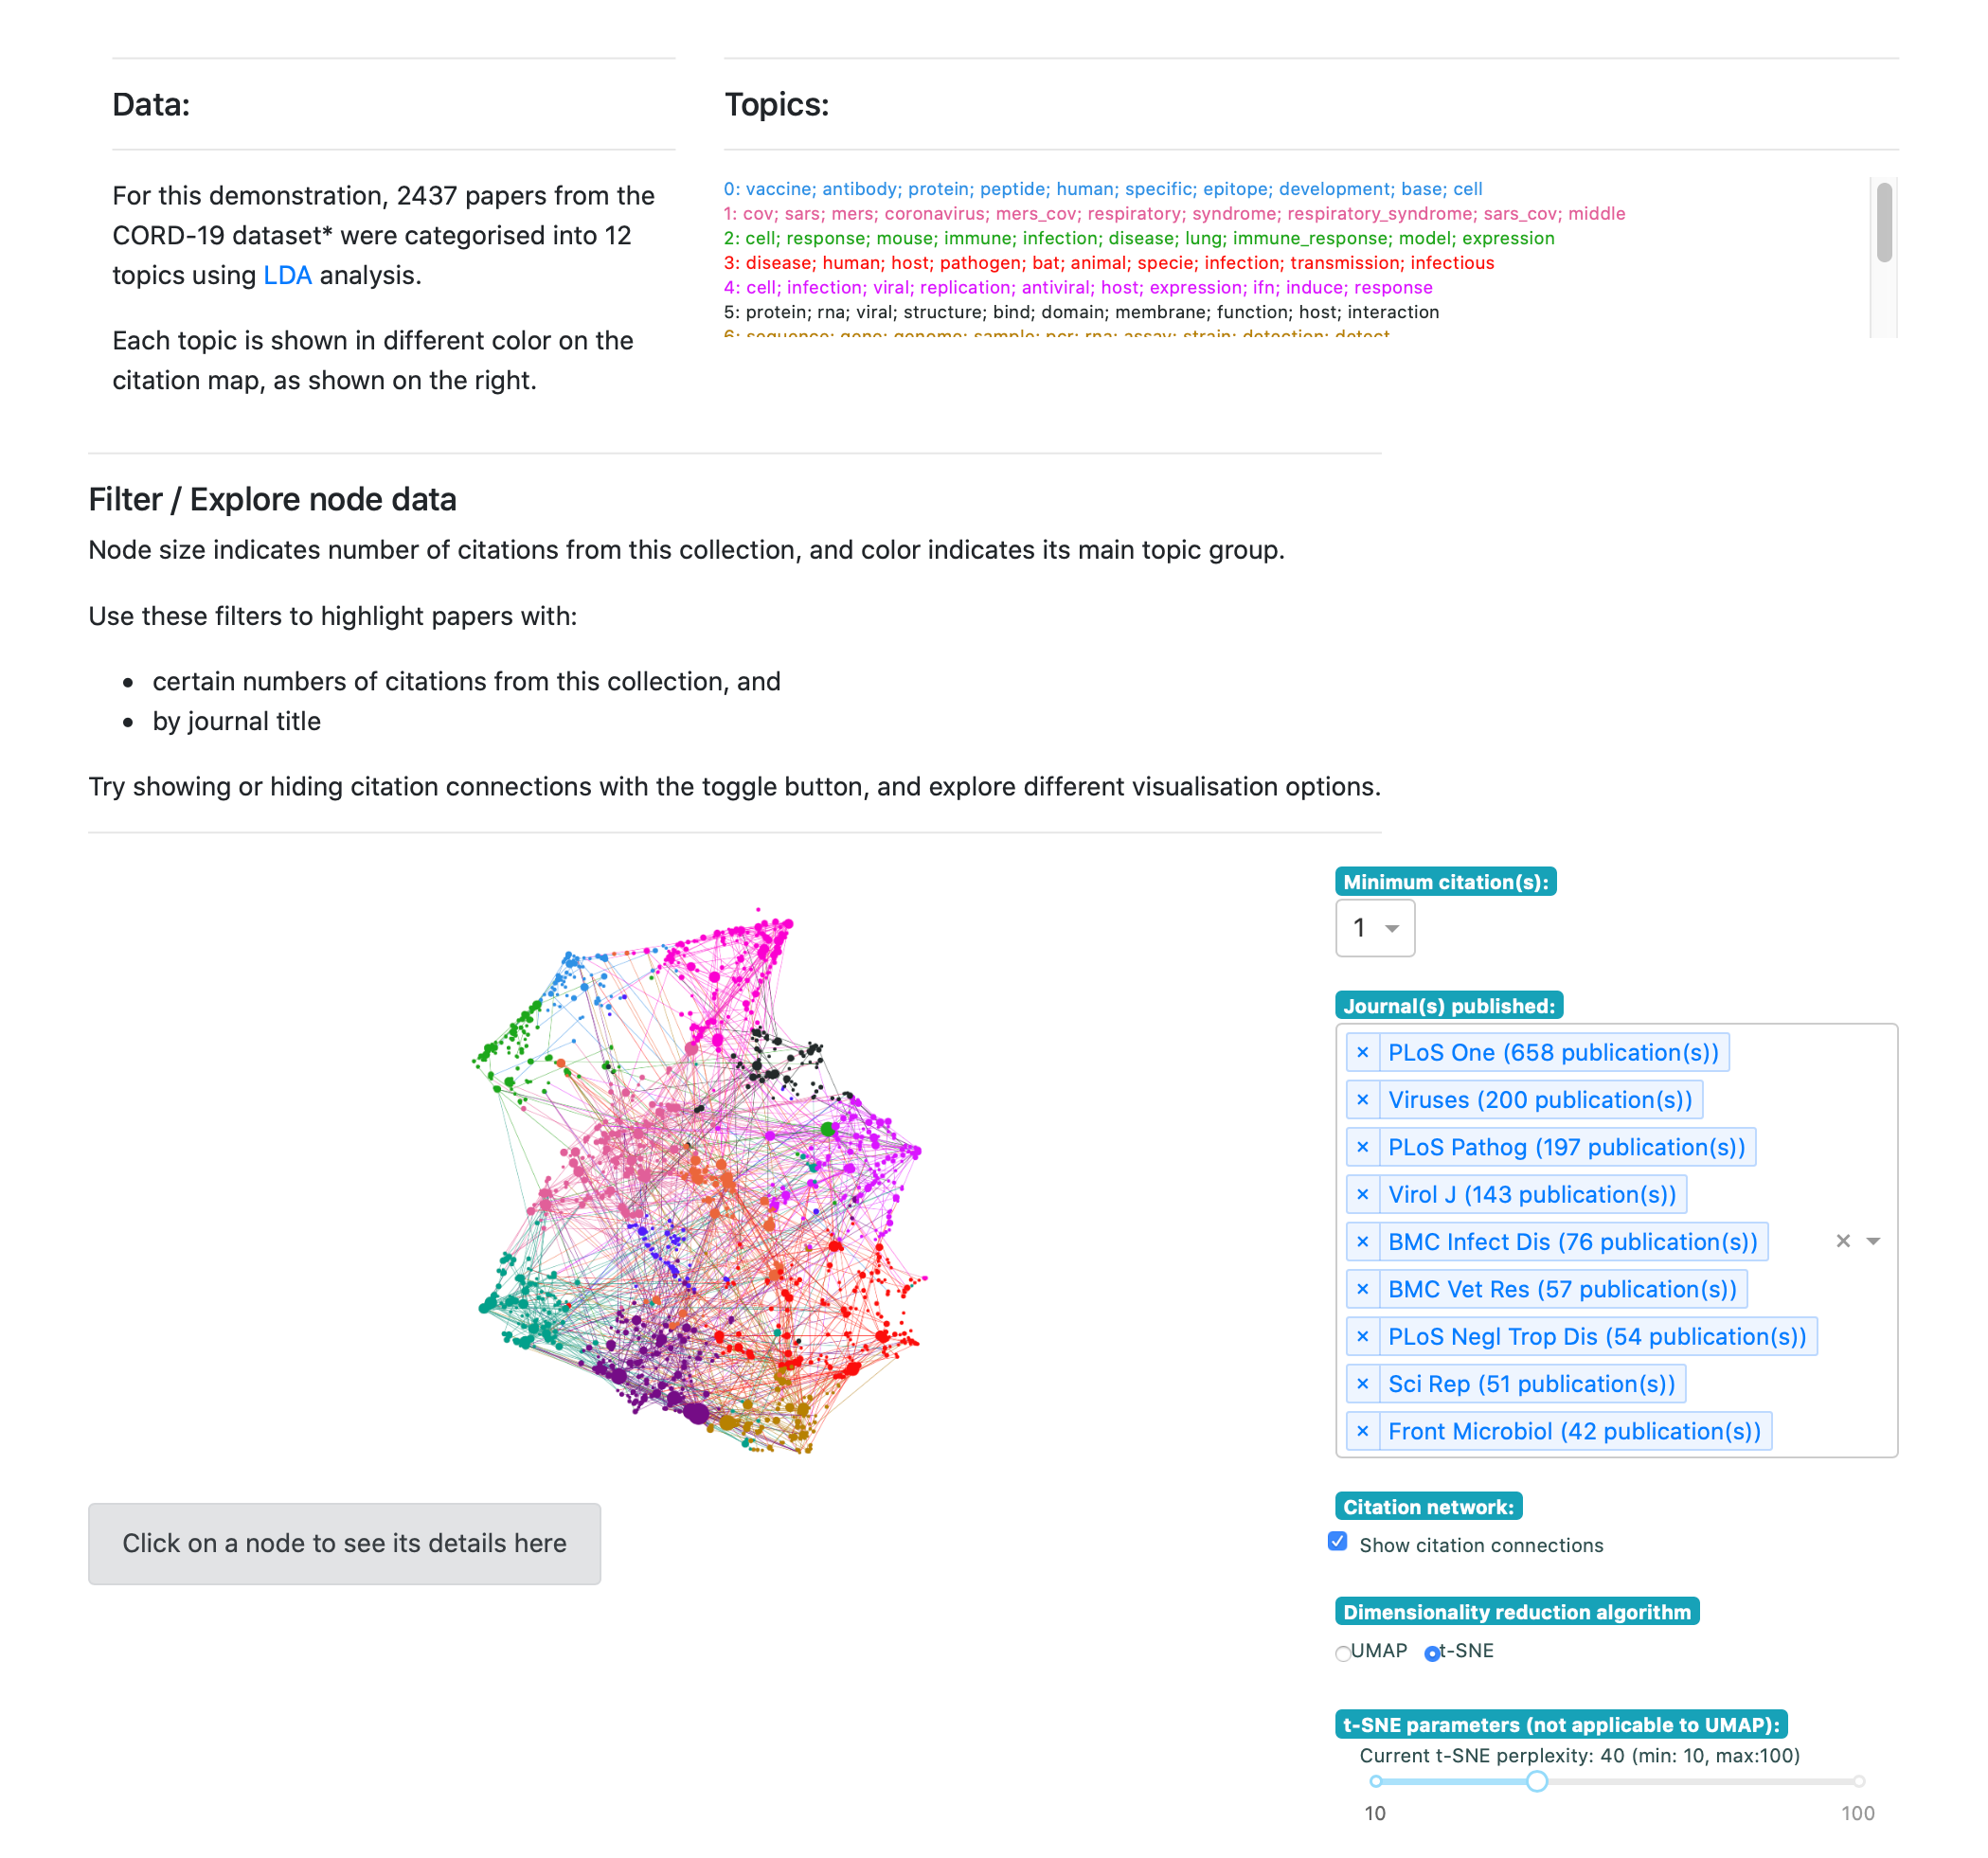 Data:
For this demonstration, 2437 papers from the
CORD-19 dataset* were categorised into 12
topics using LDA analysis.
Each topic is shown in different color on the
citation map, as shown on the right.
Topics:
0: vaccine; antibody; protein; peptide; human; specific; epitope; development; base; cell
1: cov; sars; mers; coronavirus; mers_cov; respiratory; syndrome; respiratory_syndrome; sars_cov; middle
2: cell; response; mouse; immune; infection; disease; lung; immune_response; model; expression
3: disease; human; host; pathogen; bat; animal; specie; infection; transmission; infectious
4: cell; infection; viral; replication; antiviral; host; expression; ifn; induce; response
5: protein; rna; viral; structure; bind; domain; membrane; function; host; interaction
6: sequence; gene; genome; sample; pcr; rna; assay; strain; detection; detect
Filter / Explore node data
Node size indicates number of citations from this collection, and color indicates its main topic group.
Use these filters to highlight papers with:
• certain numbers of citations from this collection, and
• by journal title
Try showing or hiding citation connections with the toggle button, and explore different visualisation options.
Minimum citation(s):
1
Journal(s) published:
× PLoS One (658 publication(s))
× Viruses (200 publication(s))
× PLoS Pathog (197 publication(s))
× Virol J (143 publication(s))
× BMC Infect Dis (76 publication(s))
× BMC Vet Res (57 publication(s))
× PLoS Negl Trop Dis (54 publication(s))
× Sci Rep (51 publication(s))
× Front Microbiol (42 publication(s))
Click on a node to see its details here
Citation network:
Show citation connections
Dimensionality reduction algorithm
UMAP t-SNE
t-SNE parameters (not applicable to UMAP):
Current t-SNE perplexity: 40 (min: 10, max:100)
10 100